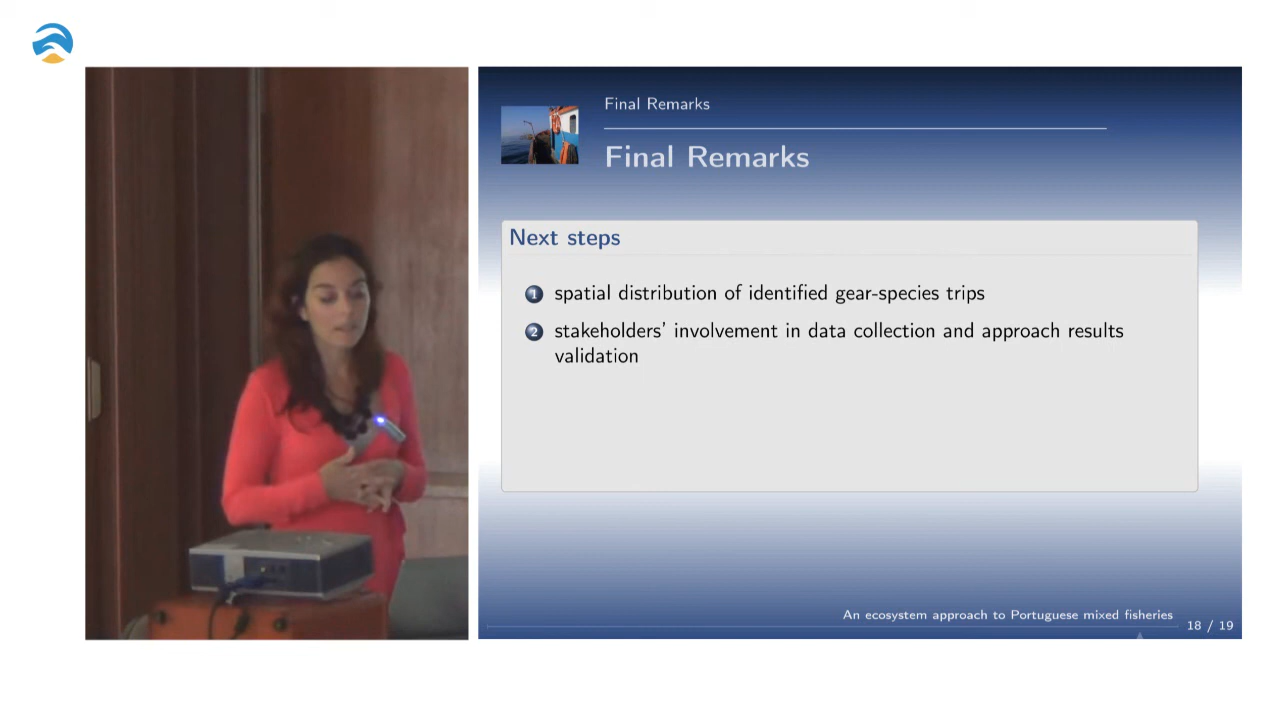 Final Remarks
Final Remarks
Next steps
1 spatial distribution of identified gear-species trips
2 stakeholders' involvement in data collection and approach results
validation
An ecosystem approach to Portuguese mixed fisheries
18 / 19